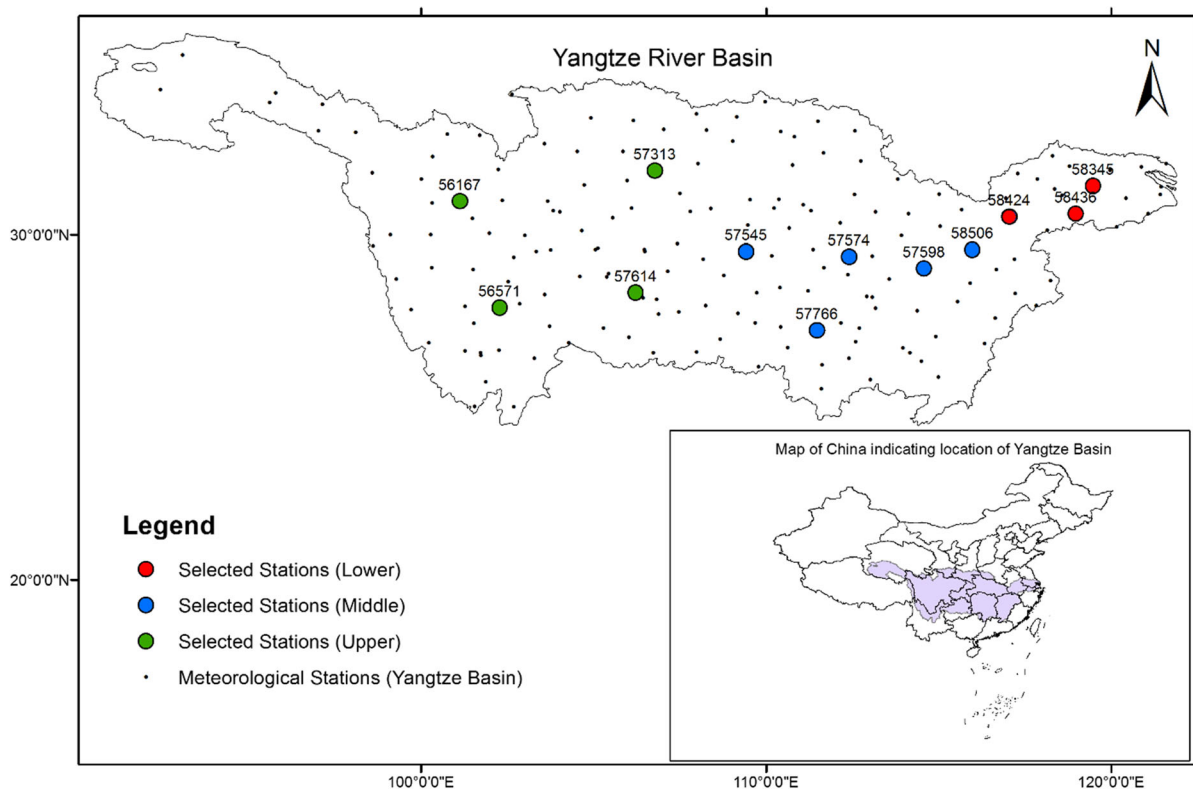 Yangtze River Basin
N
57313
58345
56167
58424
58436
57545
57574
58506
57598
56571
57614
57766
30°0'0"N
20°0'0"N
Map of China indicating location of Yangtze Basin
Legend
Selected Stations (Lower)
Selected Stations (Middle)
Selected Stations (Upper)
Meteorological Stations (Yangtze Basin)
100°0'0"E
110°0'0"E
120°0'0"E